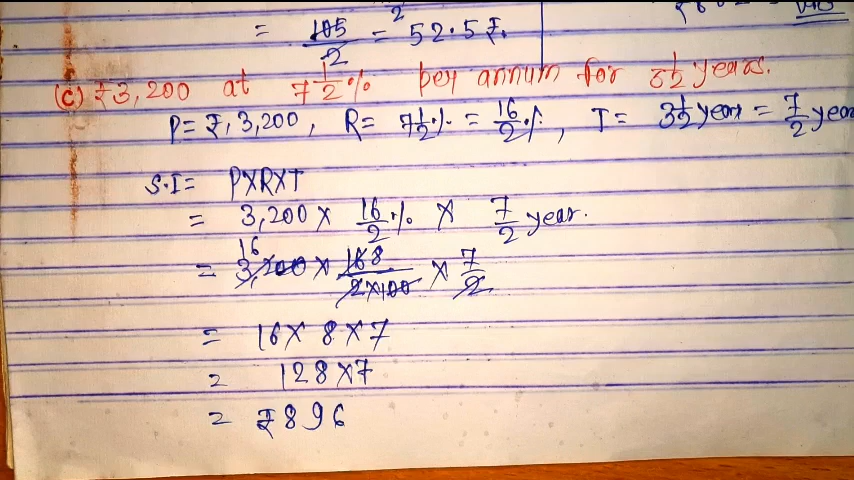 = 105/2 = 52.5 ₹.
(c) ₹3,200 at 7 1/2 % per annum for 3 1/2 years.
P= ₹, 3,200, R= 7 1/2 % = 16/2 %, T= 3 1/2 year = 7/2 year
S.I= P×R×T
= 3,200 × 16/2 % × 7/2 year.
= 16 3,200 × 16 8/2×100 × 7/2
= 16× 8×7
= 128×7
= ₹896